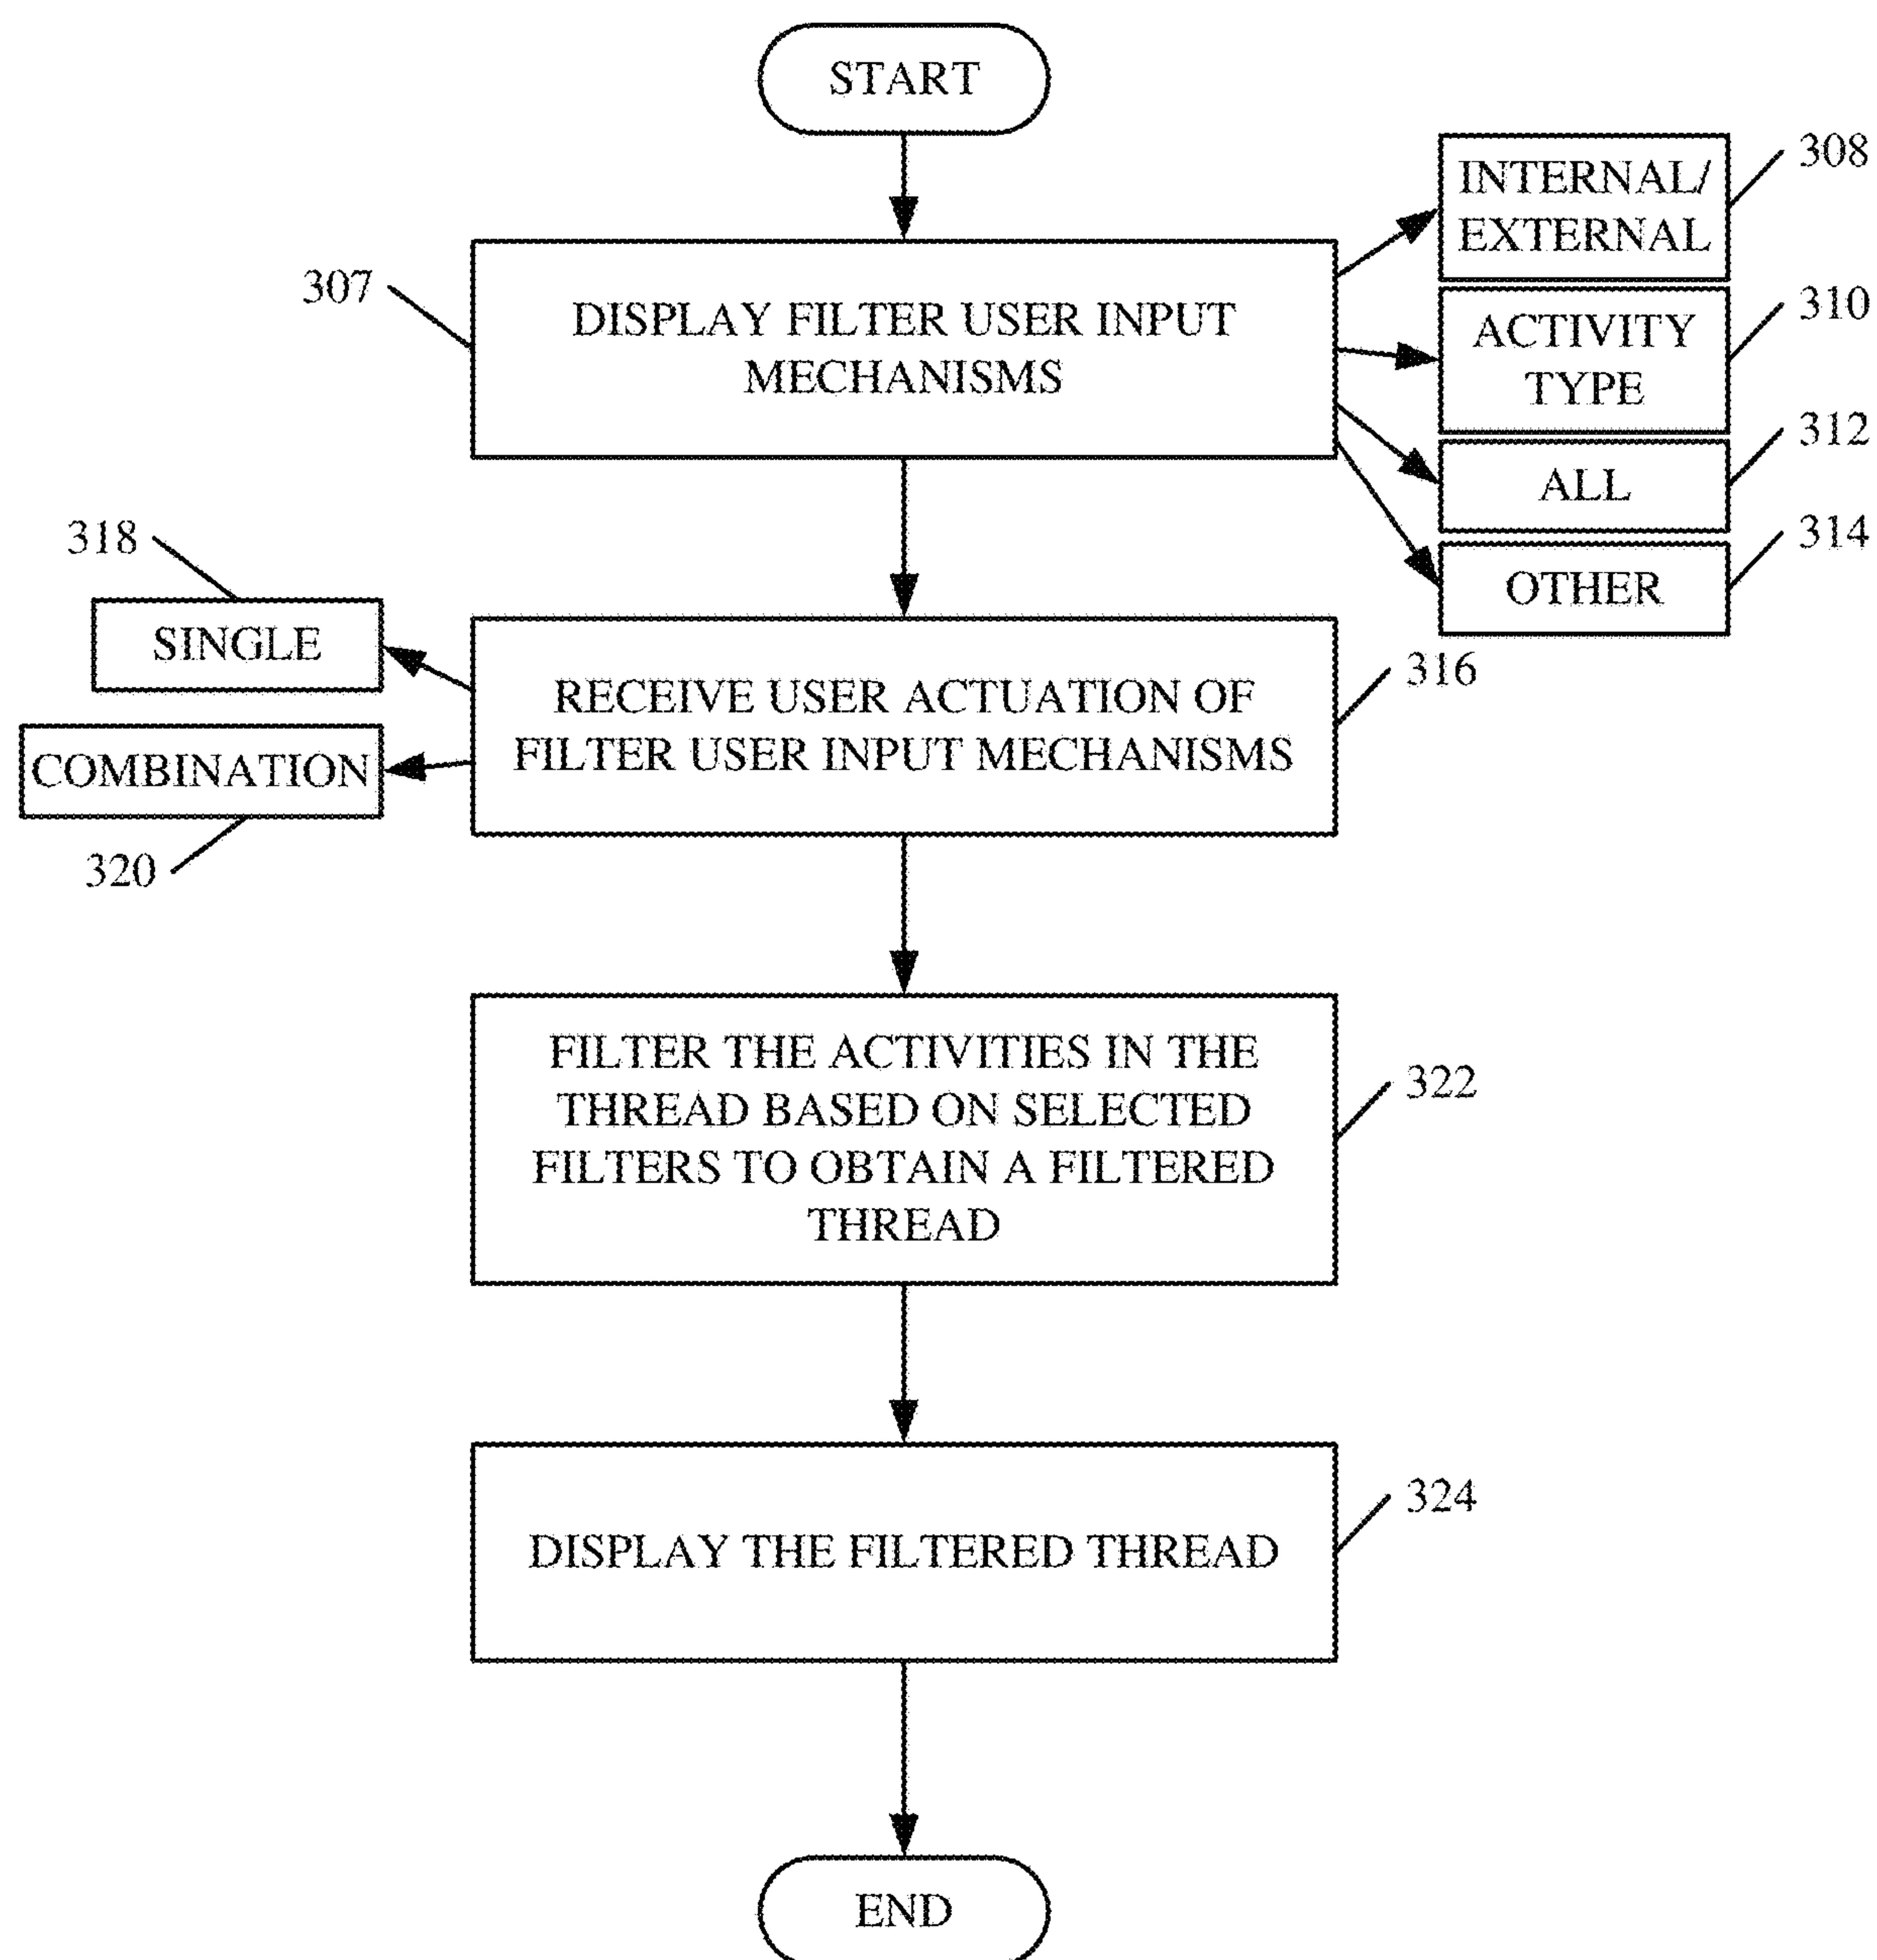 START
INTERNAL/
EXTERNAL
308
307
DISPLAY FILTER USER INPUT
MECHANISMS
ACTIVITY
TYPE
310
ALL
312
OTHER
314
318
SINGLE
COMBINATION
320
RECEIVE USER ACTUATION OF
FILTER USER INPUT MECHANISMS
316
FILTER THE ACTIVITIES IN THE
THREAD BASED ON SELECTED
FILTERS TO OBTAIN A FILTERED
THREAD
322
DISPLAY THE FILTERED THREAD
324
END